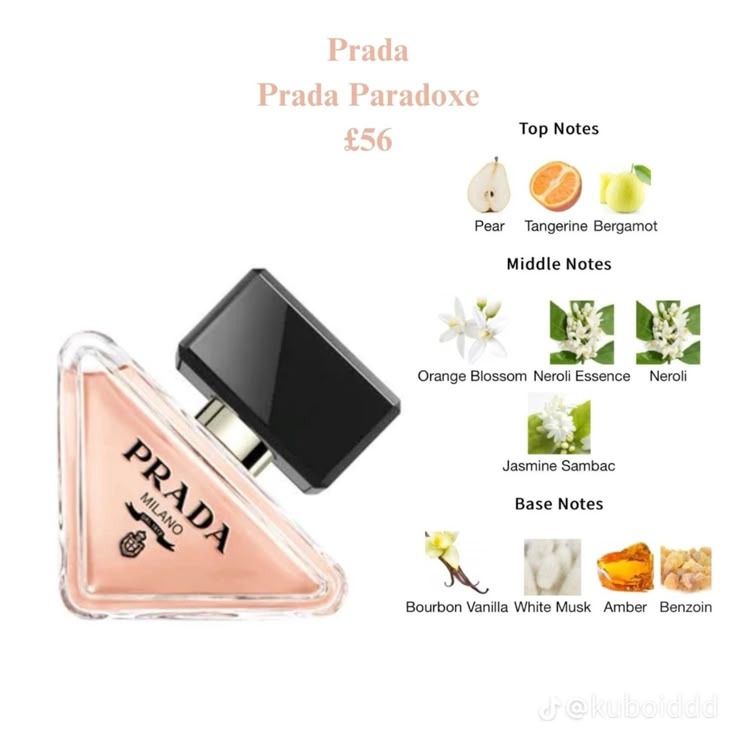 Prada
Prada Paradoxe
£56
Top Notes
Pear Tangerine Bergamot
Middle Notes
Orange Blossom Neroli Essence Neroli
Jasmine Sambac
Base Notes
Bourbon Vanilla White Musk Amber Benzoin
PRADA
MILANO
@kuboiddd